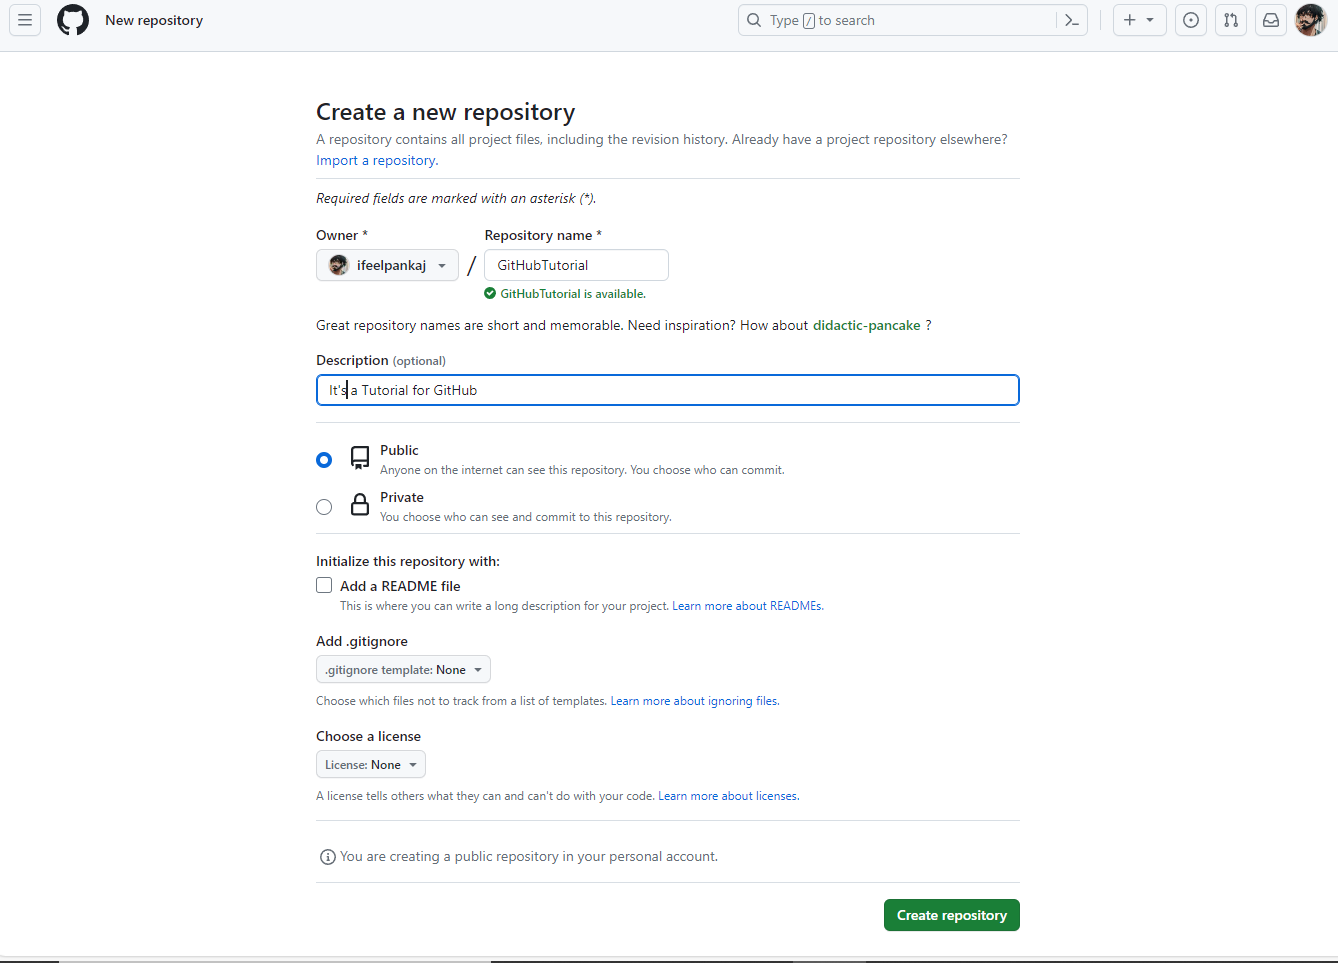 New repository
Type / to search
Create a new repository
A repository contains all project files, including the revision history. Already have a project repository elsewhere?
Import a repository.
Required fields are marked with an asterisk (*).
Owner *
Repository name *
ifeelpankaj
/
GitHubTutorial
GitHubTutorial is available.
Great repository names are short and memorable. Need inspiration? How about didactic-pancake ?
Description (optional)
It's a Tutorial for GitHub
Public
Anyone on the internet can see this repository. You choose who can commit.
Private
You choose who can see and commit to this repository.
Initialize this repository with:
Add a README file
This is where you can write a long description for your project. Learn more about READMEs.
Add .gitignore
.gitignore template: None
Choose which files not to track from a list of templates. Learn more about ignoring files.
Choose a license
License: None
A license tells others what they can and can't do with your code. Learn more about licenses.
You are creating a public repository in your personal account.
Create repository